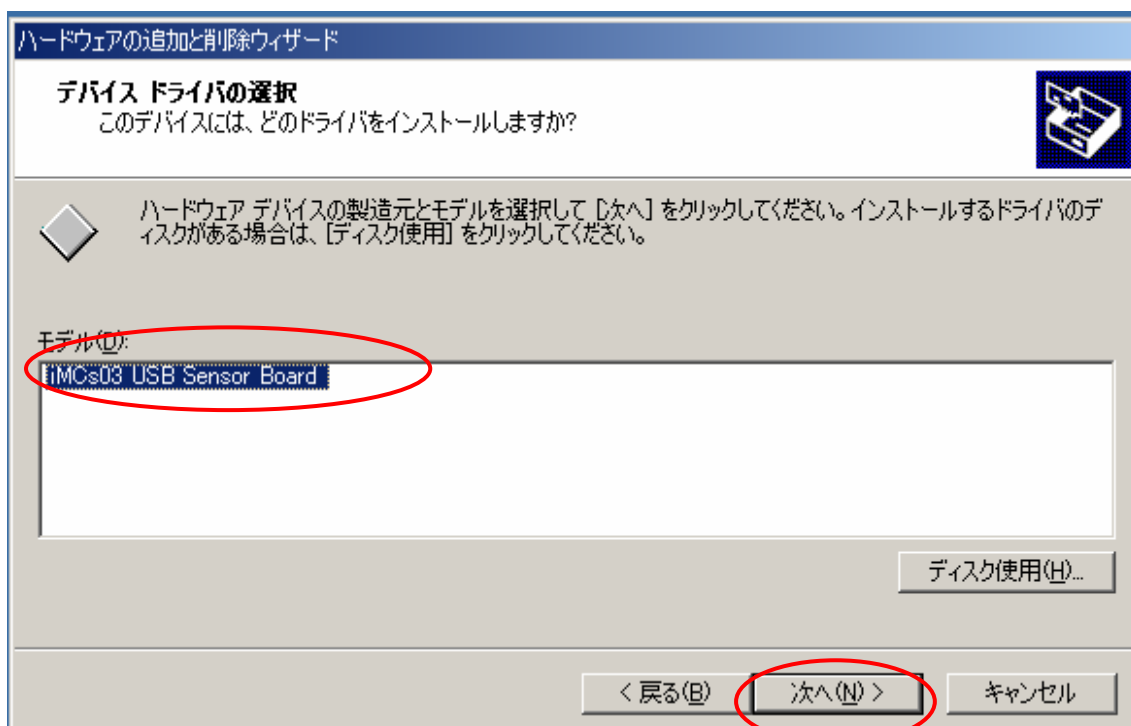 ハードウェアの追加と削除ウィザード
デバイス ドライバの選択
このデバイスには、どのドライバをインストールしますか?
ハードウェア デバイスの製造元とモデルを選択して [次へ] をクリックしてください。インストールするドライバのデ
ィスクがある場合は、[ディスク使用] をクリックしてください。
モデル(D):
iMCs03 USB Sensor Board
ディスク使用(H)...
< 戻る(B)
次へ(N) >
キャンセル